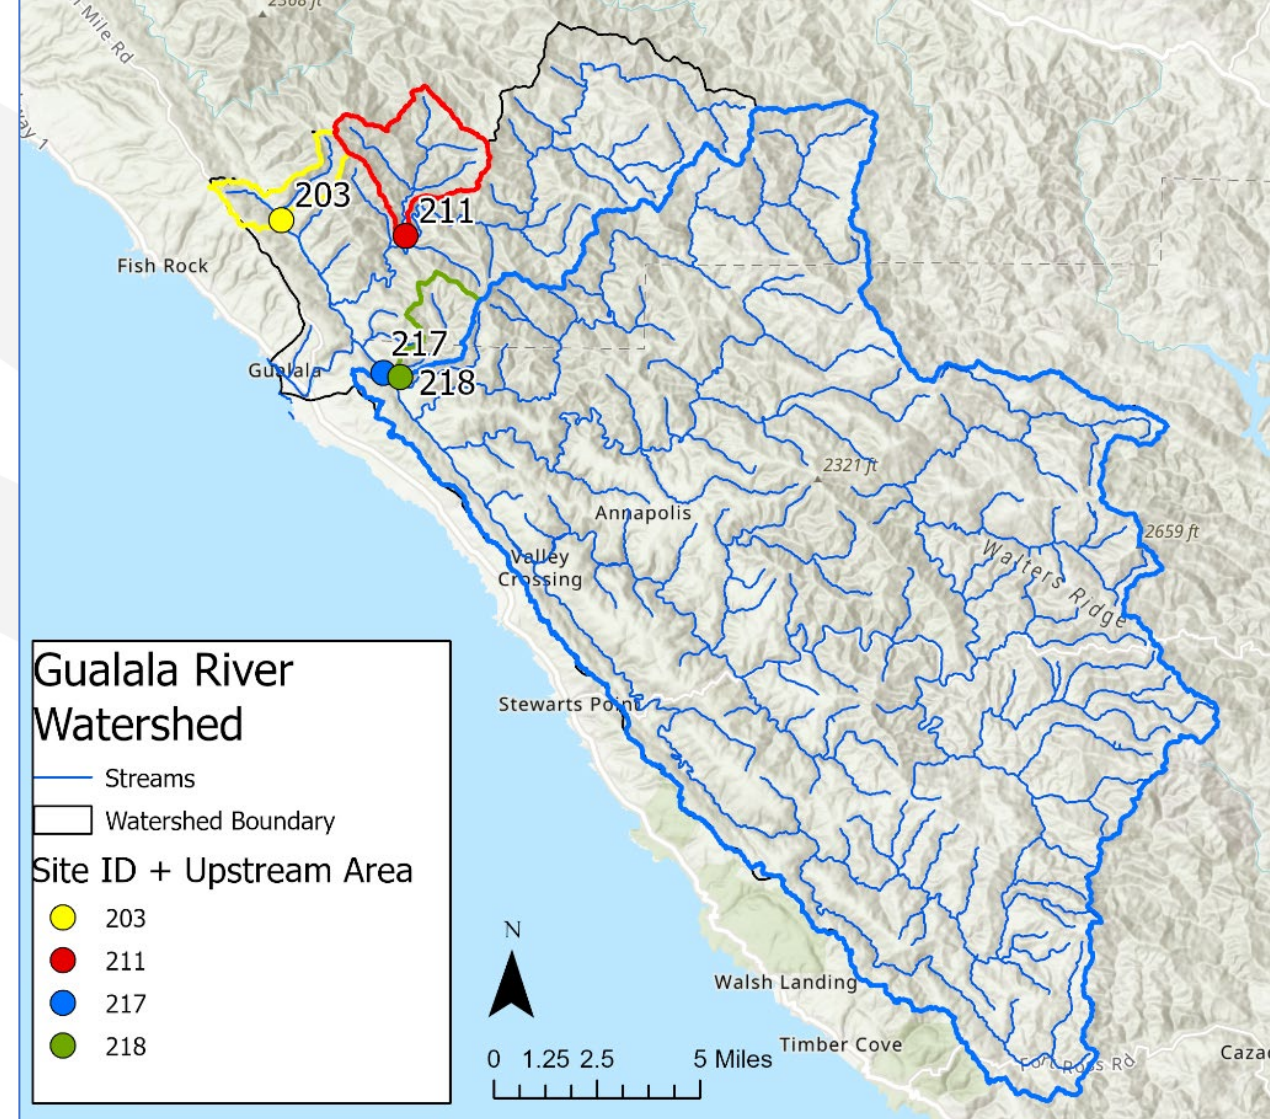 2568 ft
Mile Rd
way 1
203
211
Fish Rock
217
Gualala
218
2321 ft
Annapolis
2659 ft
Valley
Crossing
Walters Ridge
Stewarts Point
Gualala River
Watershed
Streams
Watershed Boundary
Site ID + Upstream Area
203
211
217
218
N
0 1.25 2.5 5 Miles
Walsh Landing
Timber Cove
Fort Ross Rd
Caza